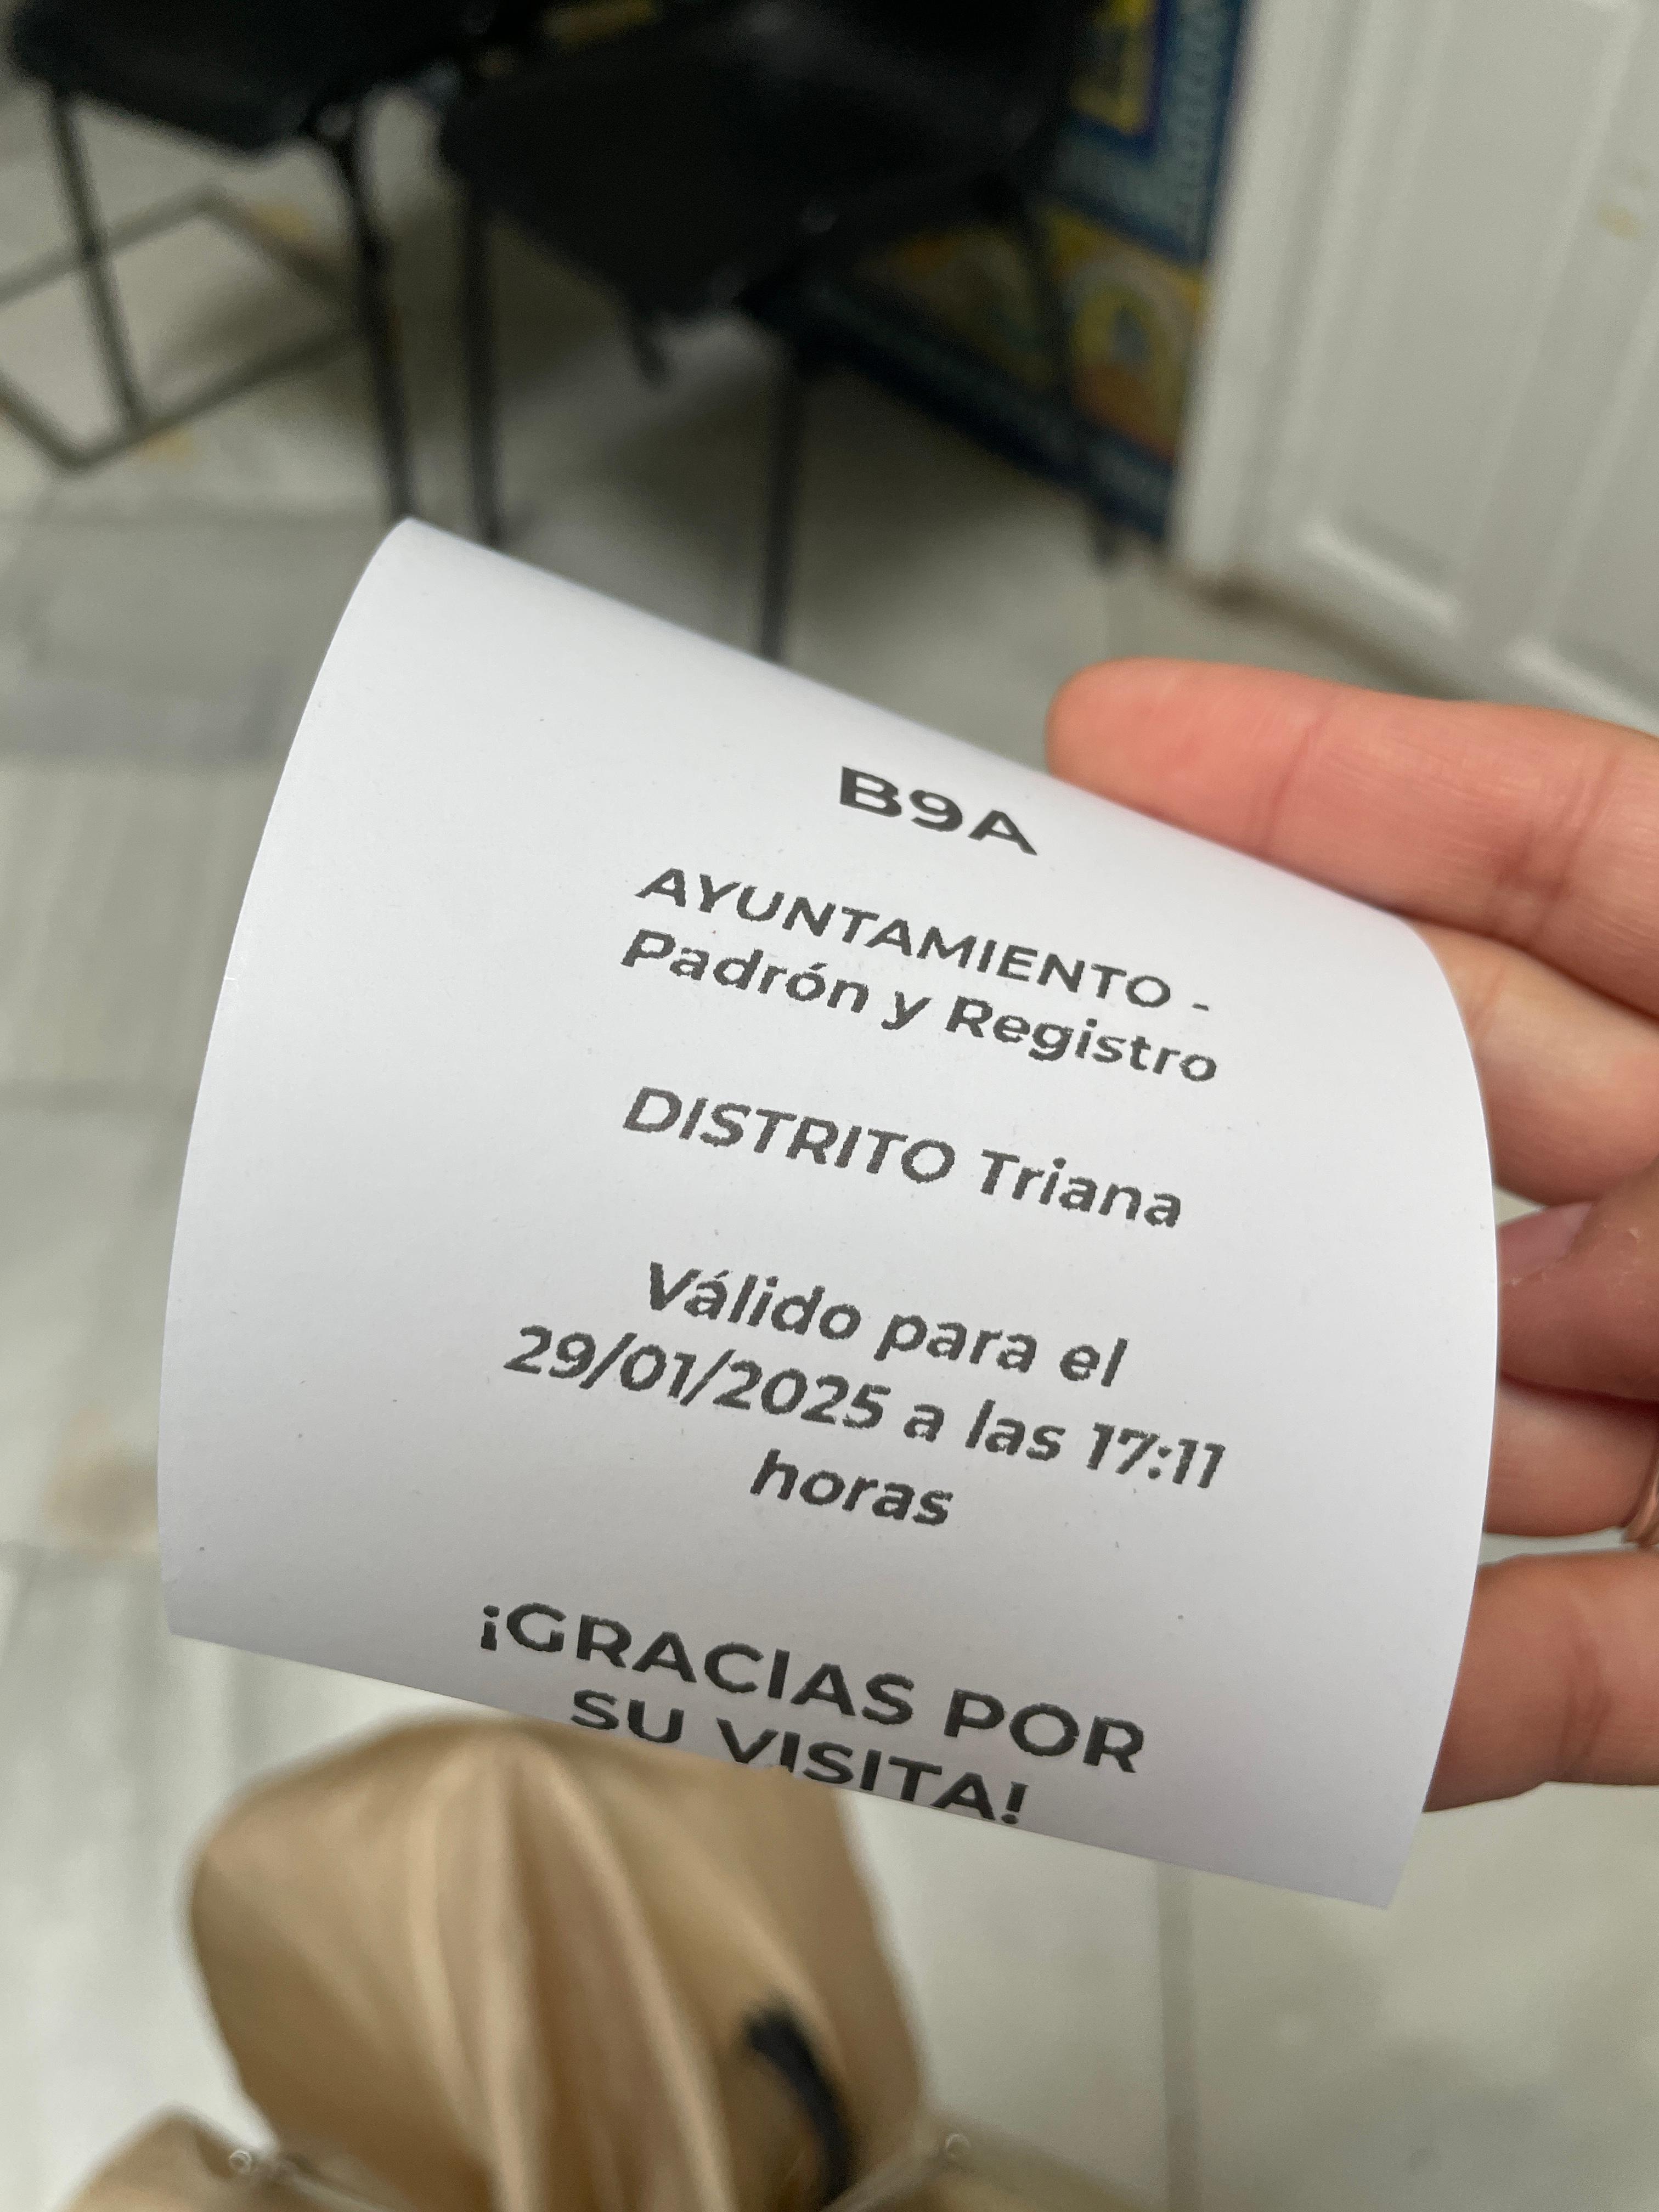 B9A
AYUNTAMIENTO -
Padrón y Registro
DISTRITO Triana
Válido para el
29/01/2025 a las 17:11
horas
¡GRACIAS POR
SU VISITA!